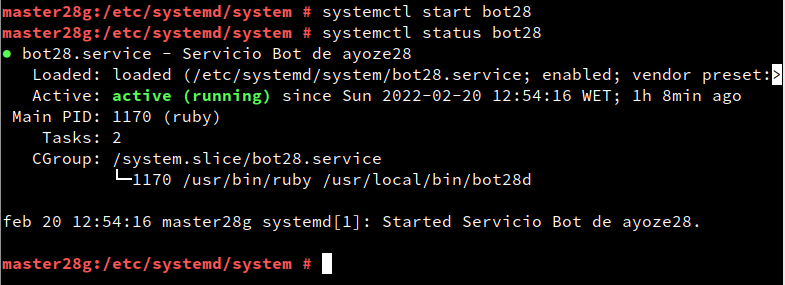 master28g:/etc/systemd/system # systemctl start bot28
master28g:/etc/systemd/system # systemctl status bot28
● bot28.service - Servicio Bot de ayoze28
   Loaded: loaded (/etc/systemd/system/bot28.service; enabled; vendor preset:>
   Active: active (running) since Sun 2022-02-20 12:54:16 WET; 1h 8min ago
 Main PID: 1170 (ruby)
    Tasks: 2
   CGroup: /system.slice/bot28.service
           └─1170 /usr/bin/ruby /usr/local/bin/bot28d
feb 20 12:54:16 master28g systemd[1]: Started Servicio Bot de ayoze28.
master28g:/etc/systemd/system #